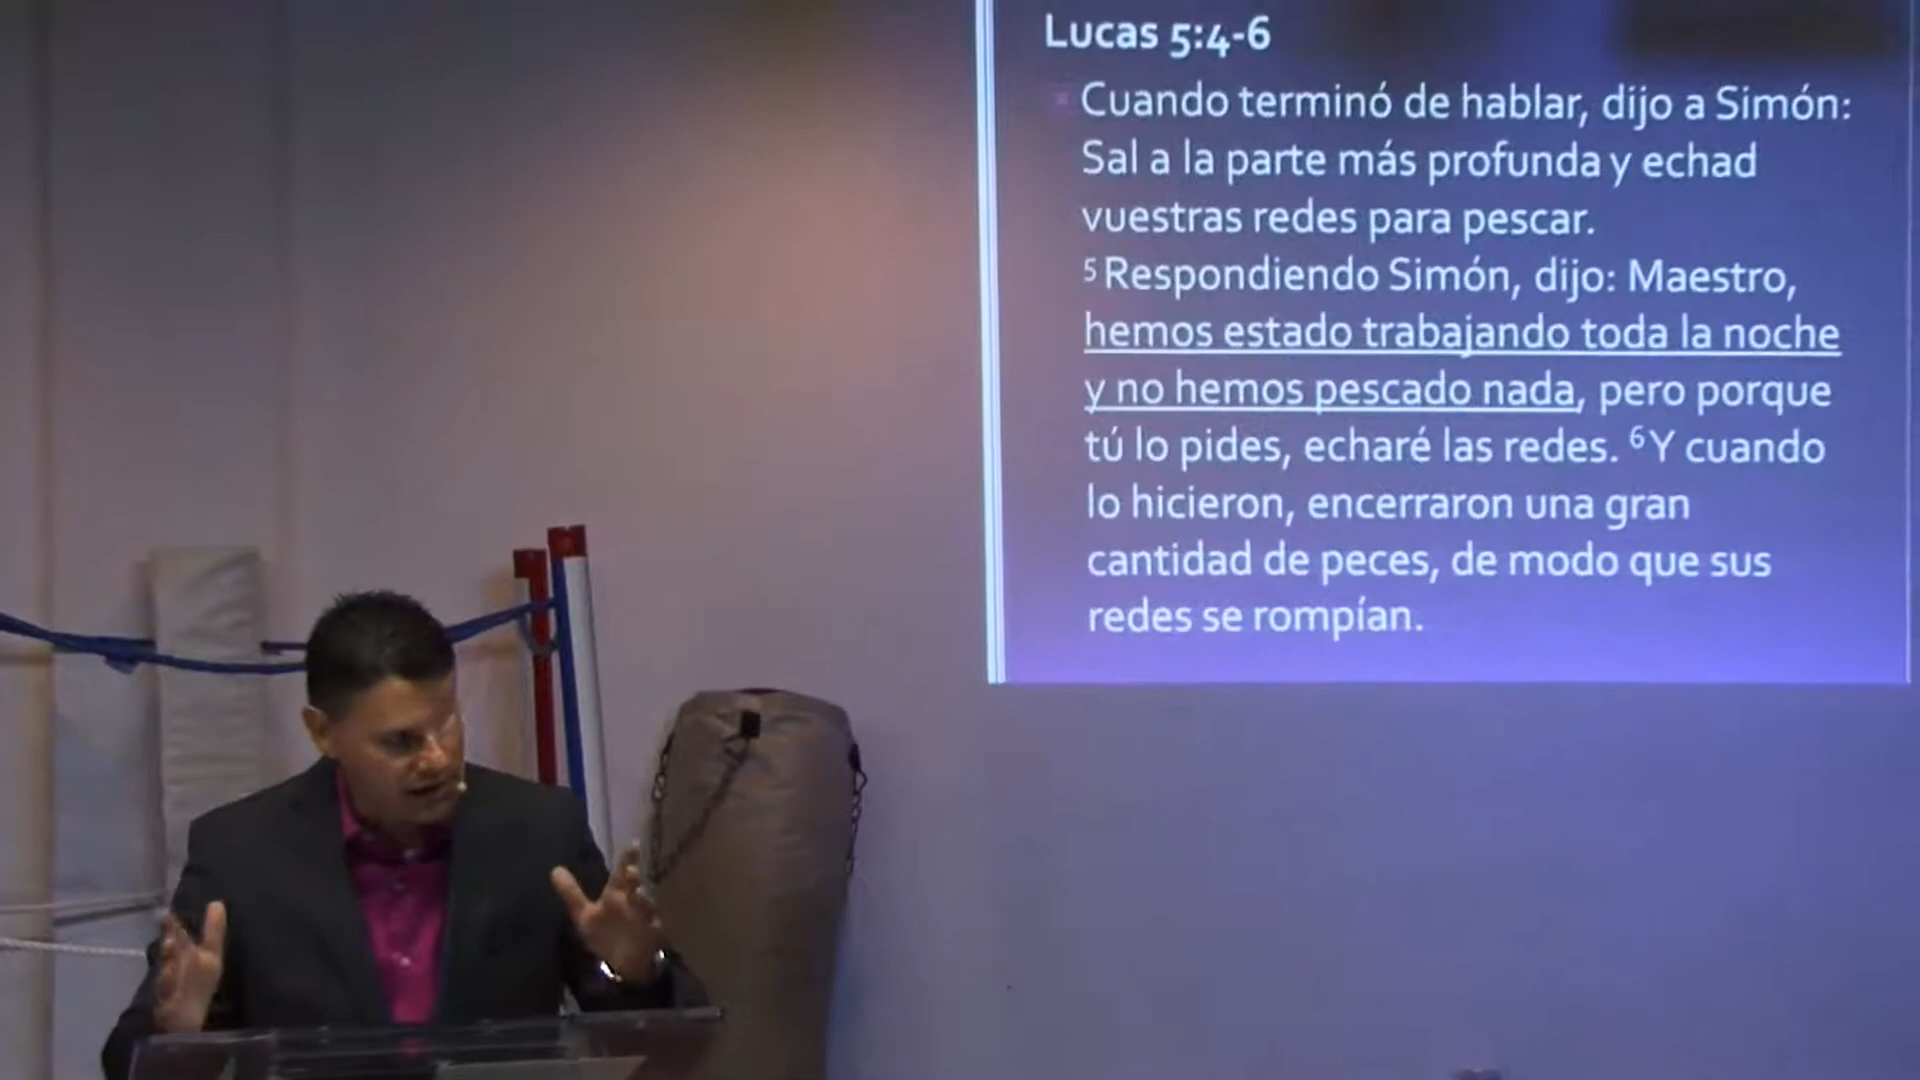 Lucas 5:4-6
Cuando terminó de hablar, dijo a Simón:
Sal a la parte más profunda y echad
vuestras redes para pescar.
5 Respondiendo Simón, dijo: Maestro,
hemos estado trabajando toda la noche
y no hemos pescado nada, pero porque
tú lo pides, echaré las redes. 6 Y cuando
lo hicieron, encerraron una gran
cantidad de peces, de modo que sus
redes se rompían.